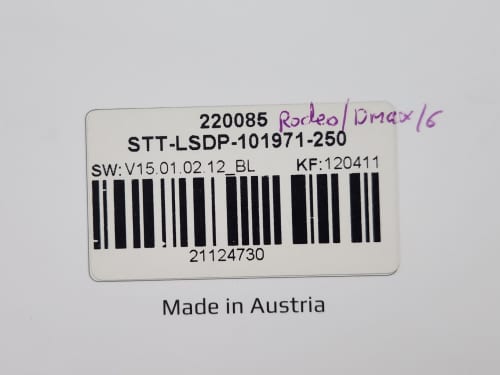 220085 Rodeo/Dmax/6
STT-LSDP-101971-250
SW:V15.01.02.12_BL KF:120411
21124730
Made in Austria